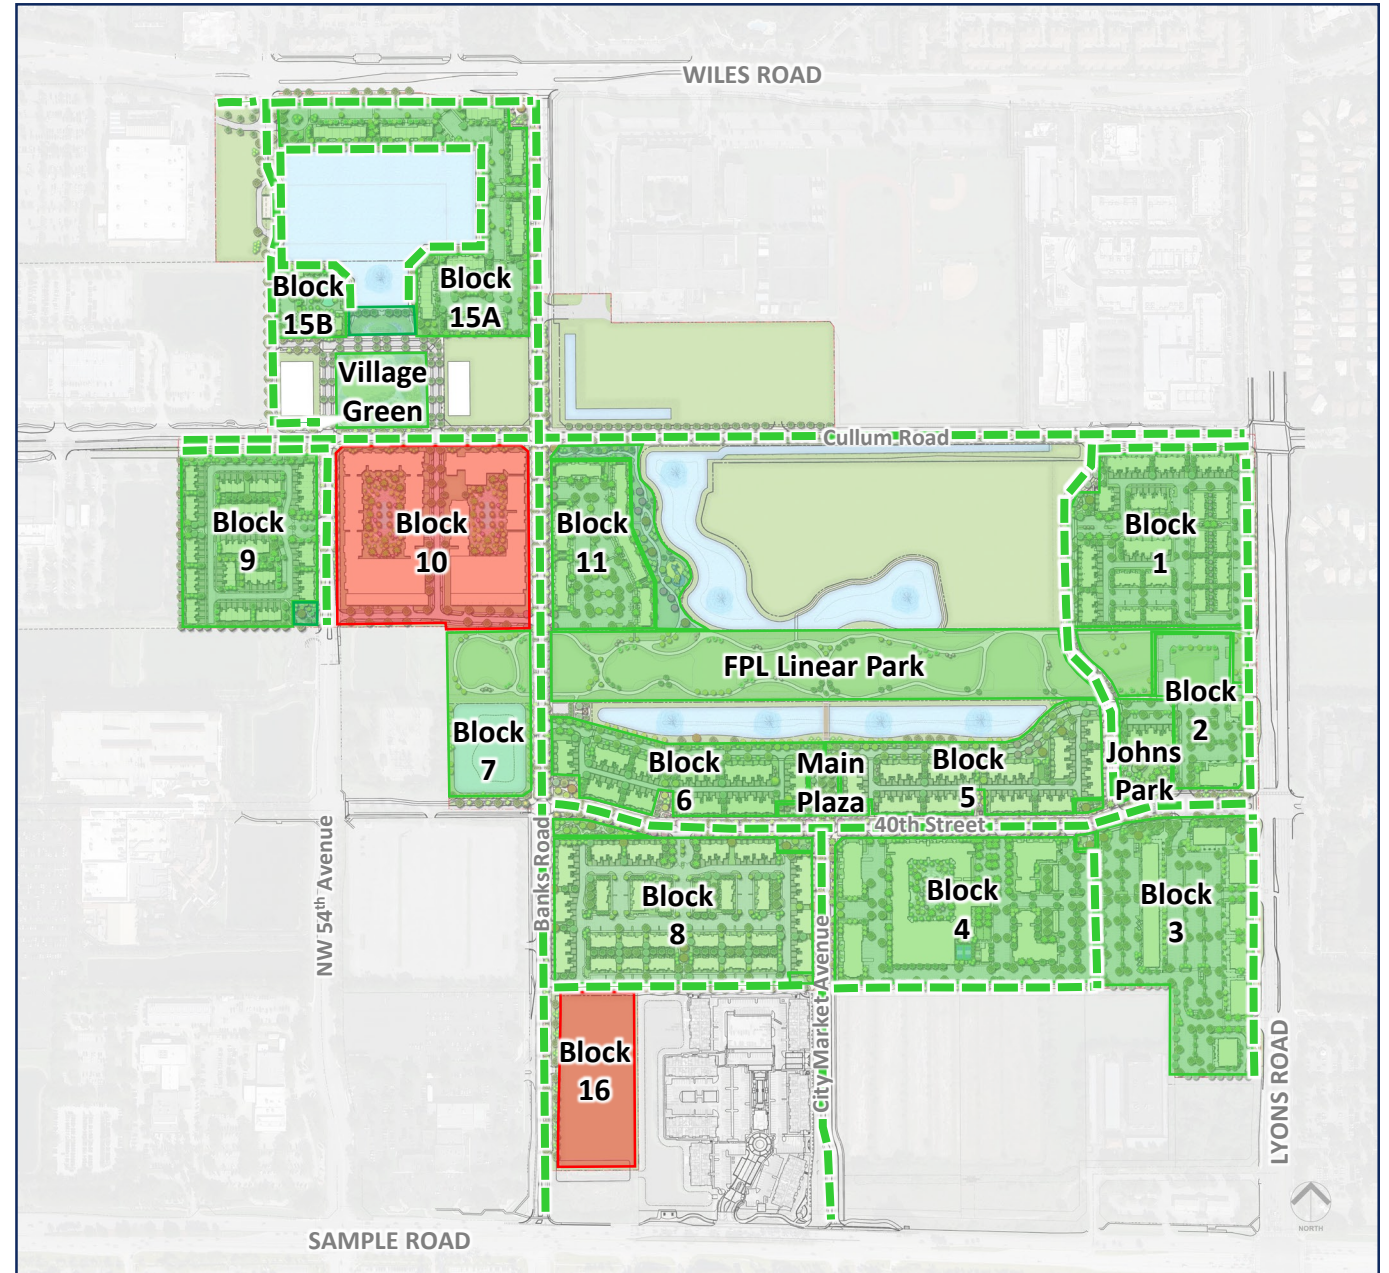 WILES ROAD
Block
15B
Block
15A
Village
Green
Cullum Road
Block
9
Block
10
Block
11
Block
1
FPL Linear Park
Block
2
Block
7
Block
6
Main
Plaza
Block
5
Johns
Park
40th Street
NW 54th Avenue
Banks Road
Block
8
City Market Avenue
Block
4
Block
3
Block
16
LYONS ROAD
NORTH
SAMPLE ROAD